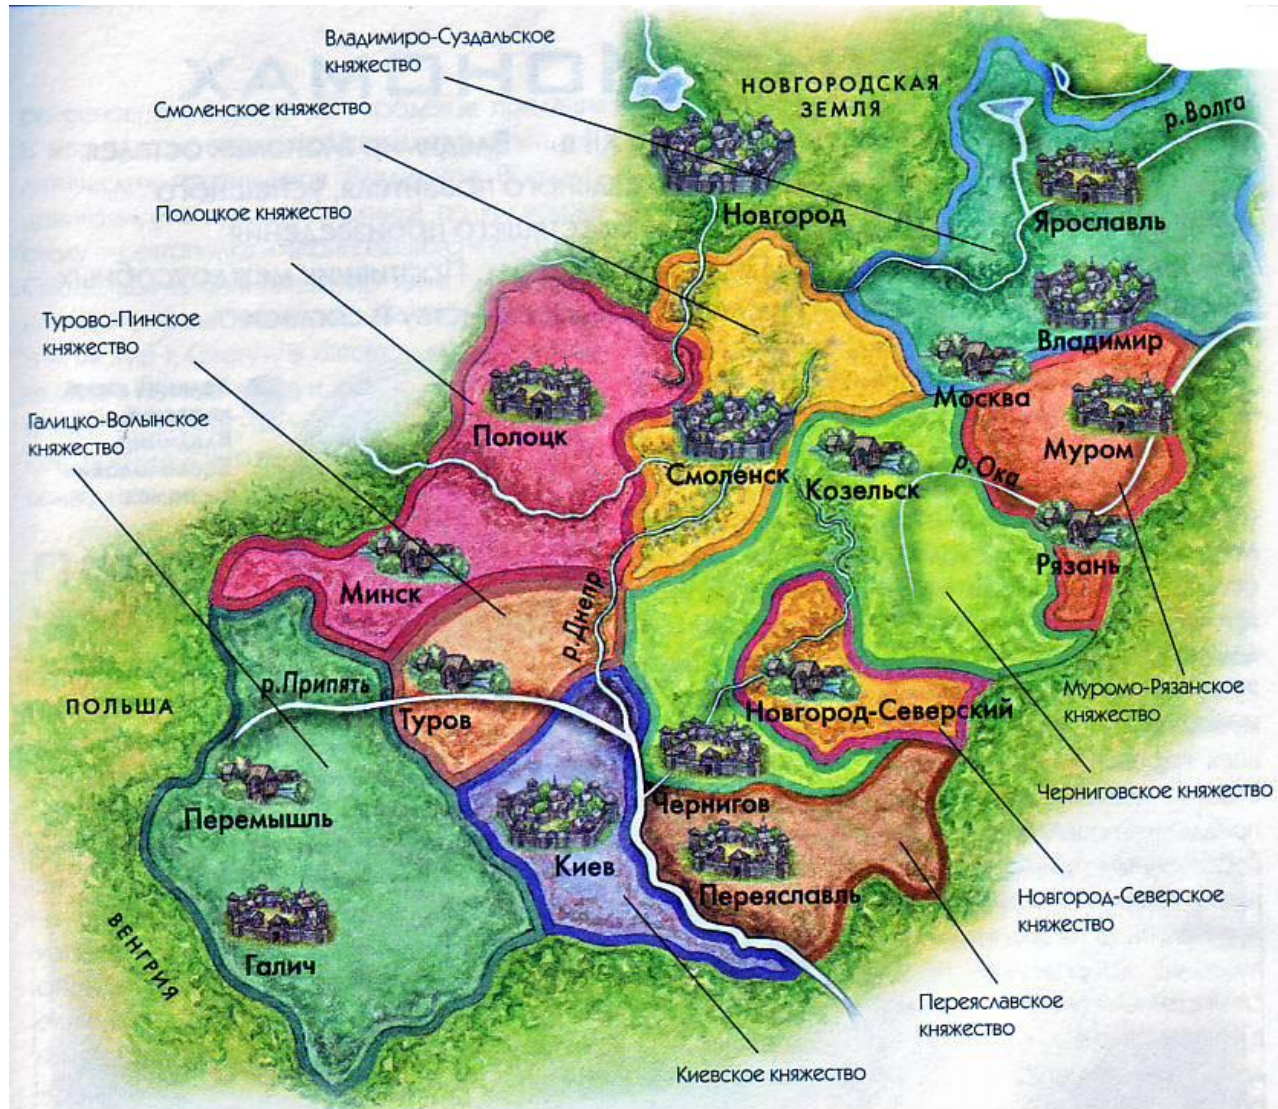 Владимиро-Суздальское
княжество
Смоленское княжество
Полоцкое княжество
Турово-Пинское
княжество
Галицко-Волынское
княжество
НОВГОРОДСКАЯ
ЗЕМЛЯ
р.Волга
Новгород
Ярославль
Владимир
Москва
Муром
Полоцк
Смоленск
Козельск
р.Ока
Рязань
Минск
р.Днепр
р.Припять
ПОЛЬША
Туров
Новгород-Северский
Муромо-Рязанское
княжество
Перемышль
Чернигов
Черниговское княжество
Киев
Переяславль
Новгород-Северское
княжество
ВЕНГРИЯ
Галич
Переяславское
княжество
Киевское княжество